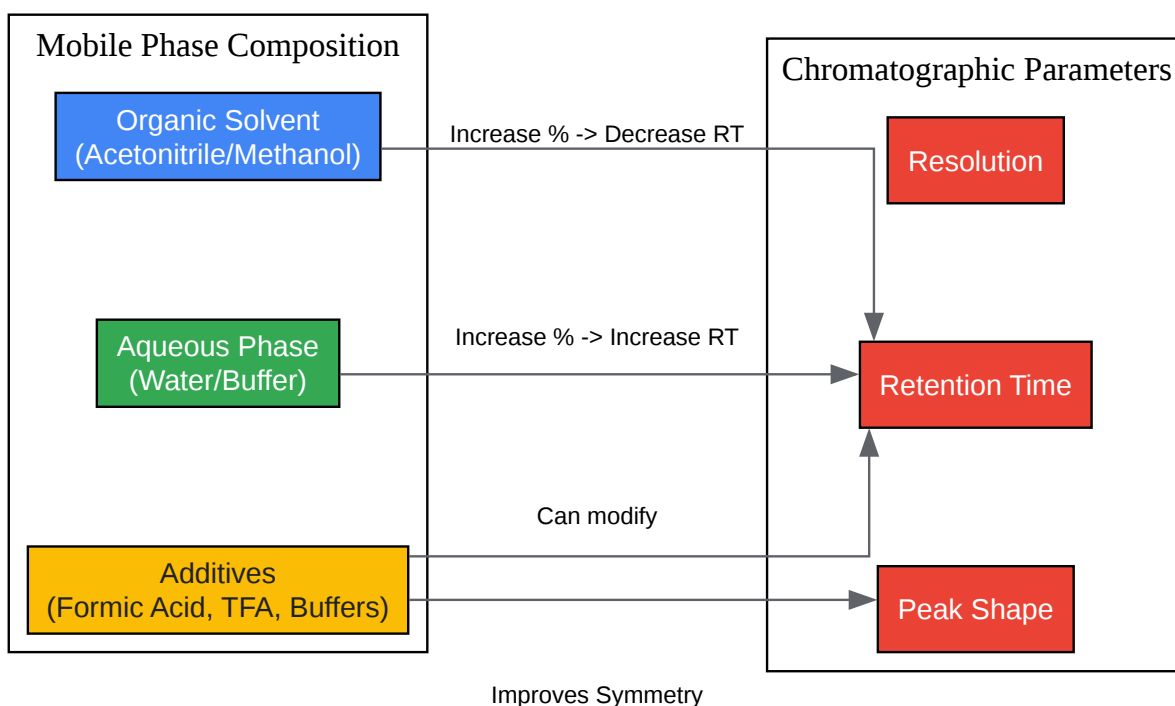 Mobile Phase Composition
Organic Solvent
(Acetonitrile/Methanol)
Aqueous Phase
(Water/Buffer)
Additives
(Formic Acid, TFA, Buffers)
Increase % -> Decrease RT
Increase % -> Increase RT
Can modify
Improves Symmetry
Chromatographic Parameters
Resolution
Retention Time
Peak Shape